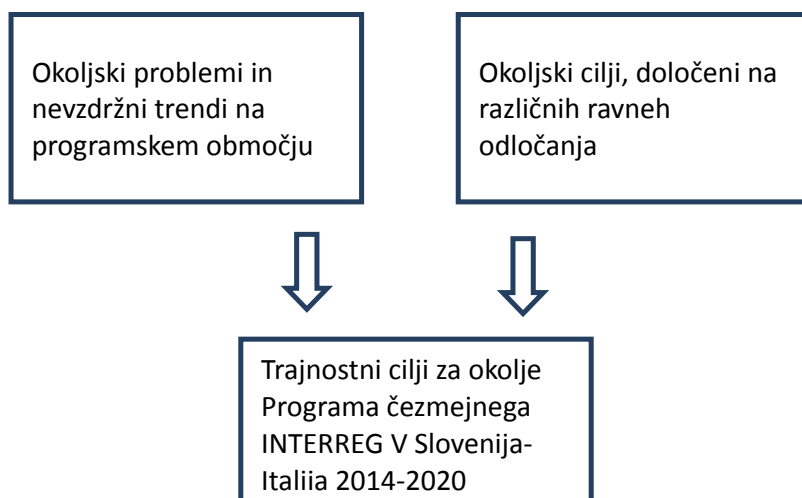 Okoljski problemi in
nevzdržni trendi na
programskem območju
Okoljski cilji, določeni na
različnih ravneh
odločanja
Trajnostni cilji za okolje
Programa čezmejnega
INTERREG V Slovenija-
Italija 2014-2020